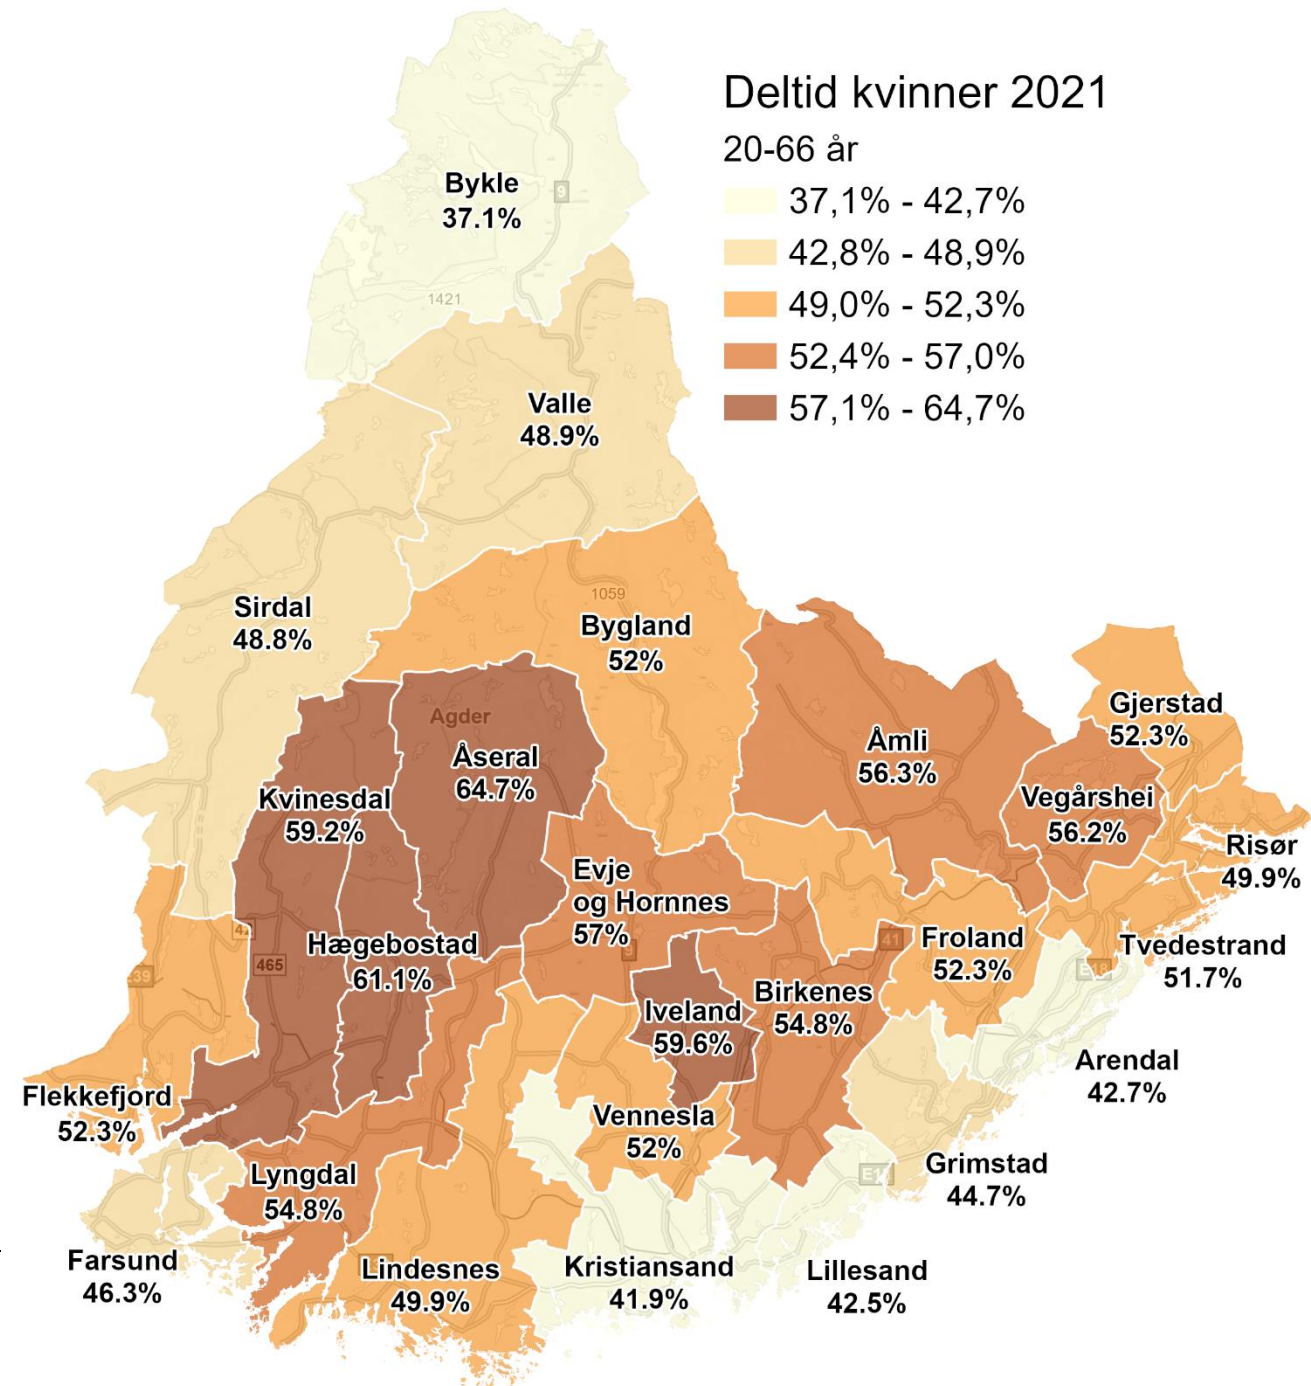 Deltid kvinner 2021
20-66 år
37,1% - 42,7%
42,8% - 48,9%
49,0% - 52,3%
52,4% - 57,0%
57,1% - 64,7%
Bykle
37.1%
9
1421
Valle
48.9%
Sirdal
48.8%
1059
Bygland
52%
Agder
Åseral
64.7%
Kvinesdal
59.2%
Åmli
56.3%
Gjerstad
52.3%
Vegårshei
56.2%
Risør
49.9%
Evje
og Hornnes
57%
9
Hægebostad
61.1%
42
465
E39
41
Froland
52.3%
Tvedestrand
51.7%
E18
Iveland
59.6%
Birkenes
54.8%
Arendal
42.7%
Flekkefjord
52.3%
Vennesla
52%
Grimstad
44.7%
Lyngdal
54.8%
Farsund
46.3%
Lindesnes
49.9%
Kristiansand
41.9%
Lillesand
42.5%